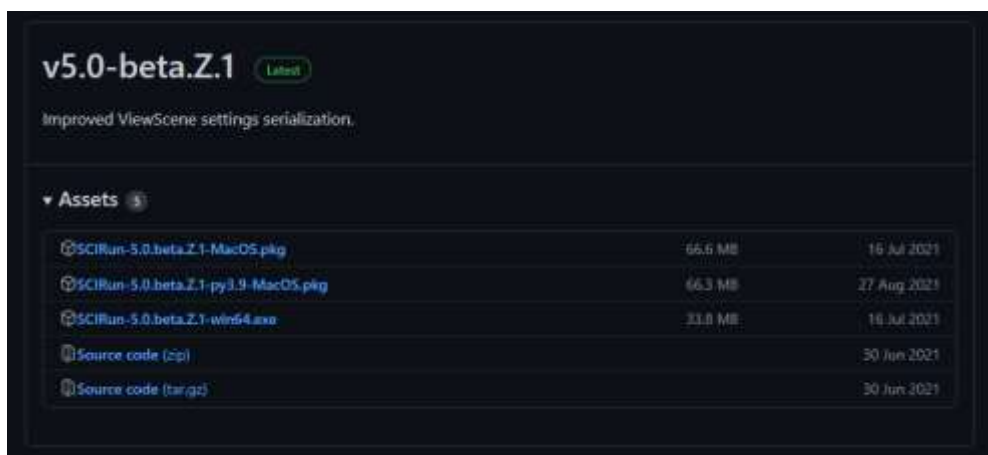 v5.0-beta.Z.1 Latest
Improved ViewScene settings serialization.
Assets 5
SCIRun-5.0.beta.Z.1-MacOS.pkg 66.6 MB 16 Jul 2021
SCIRun-5.0.beta.Z.1-py3.9-MacOS.pkg 66.3 MB 27 Aug 2021
SCIRun-5.0.beta.Z.1-win64.exe 33.8 MB 16 Jul 2021
Source code (zip) 30 Jun 2021
Source code (tar.gz) 30 Jun 2021